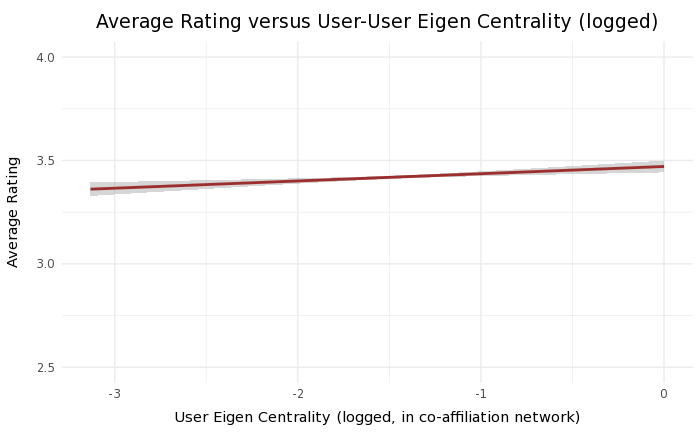 Average Rating versus User-User Eigen Centrality (logged)
4.0
3.5
3.0
2.5
Average Rating
-3
-2
-1
0
User Eigen Centrality (logged, in co-affiliation network)